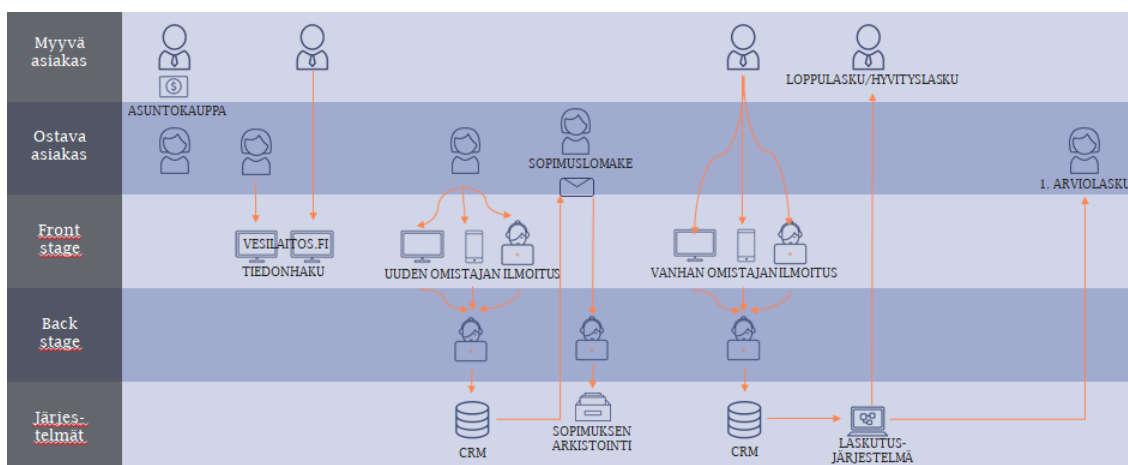 Myyvä
asiakas
ASUNTOKAUPPA
LOPPULASKU/HYVITYSLASKU
Ostava
asiakas
SOPIMUSLOMAKE
1. ARVIOLASKU
Front
stage
VESILAITOS.FI
TIEDONHAKU
UUDEN OMISTAJAN ILMOITUS
VANHAN OMISTAJAN ILMOITUS
Back
stage
Järjes-
telmät
CRM
SOPIMUKSEN
ARKISTOINTI
CRM
LASKUTUS-
JÄRJESTELMÄ